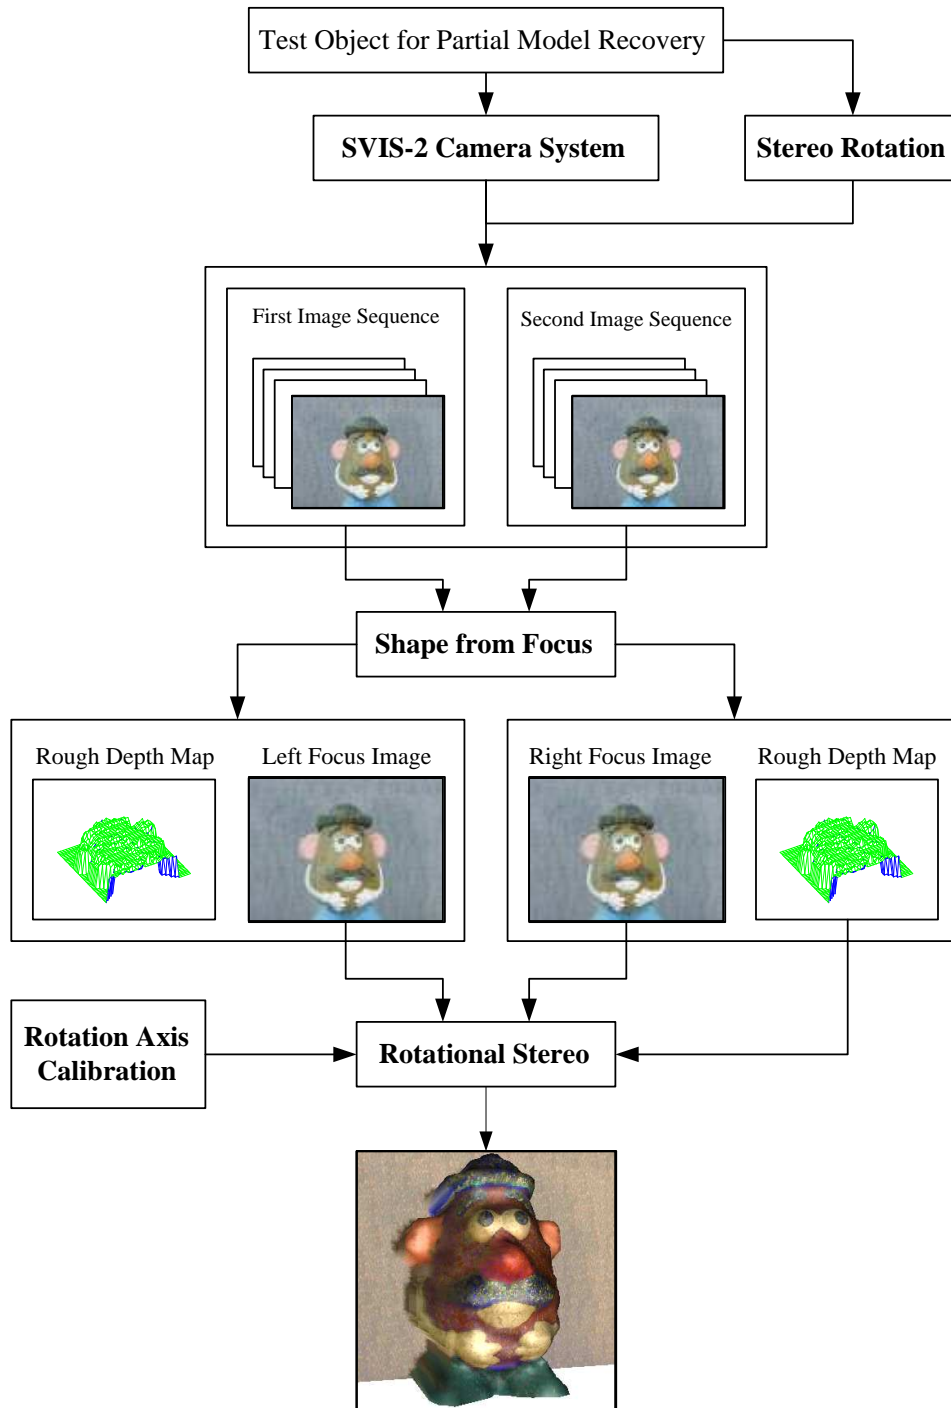 Test Object for Partial Model Recovery
SVIS-2 Camera System
Stereo Rotation
First Image Sequence
Second Image Sequence
Shape from Focus
Rough Depth Map
Left Focus Image
Right Focus Image
Rough Depth Map
Rotation Axis
Calibration
Rotational Stereo